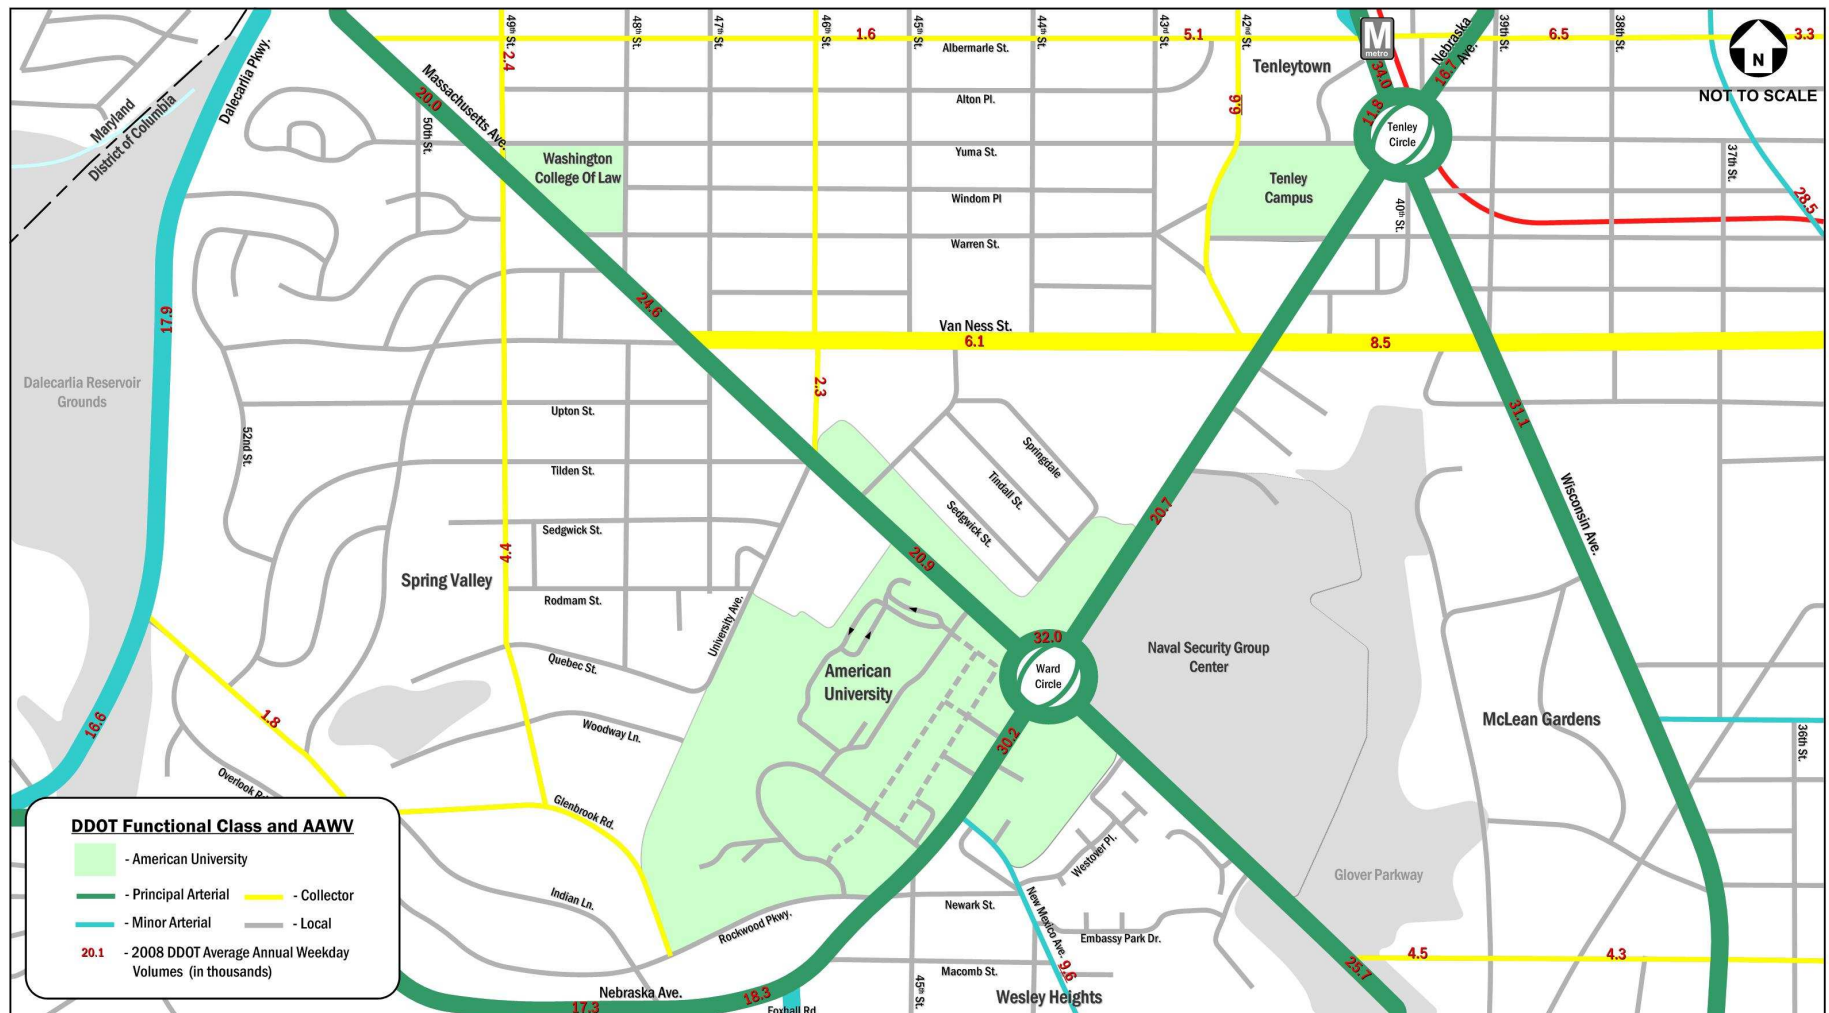 49th St.
48th St.
47th St.
46th St.
1.6
45th St.
Albermarle St.
44th St.
43rd St.
5.1
42nd St.
M
metro
Nebraska
Ave.
39th St.
6.5
38th St.
3.3
N
NOT TO SCALE
Dalecarlia Pkwy.
Maryland
District of Columbia
Massachusetts Ave.
20.0
2.4
Tenleytown
34.0
16.7
11.8
Alton Pl.
9.9
Tenley
Circle
50th St.
Washington
College Of Law
Yuma St.
37th St.
Tenley
Campus
Windom Pl
40th St.
28.5
Warren St.
17.9
24.6
Van Ness St.
6.1
8.5
Dalecarlia Reservoir
Grounds
2.3
Upton St.
31.1
52nd St.
Springdale
Tilden St.
Tindall St.
Sedgwick St.
20.7
Wisconsin Ave.
Sedgwick St.
4.4
20.9
Spring Valley
Rodmam St.
University Ave.
32.0
Ward
Circle
Naval Security Group
Center
Quebec St.
American
University
16.6
1.8
Woodway Ln.
30.2
McLean Gardens
36th St.
Overlook R
Glenbrook Rd.
Westover Pl.
Glover Parkway
Indian Ln.
Rockwood Pkwy.
Newark St.
New Mexico Ave.
Embassy Park Dr.
9.6
4.5
4.3
25.7
Macomb St.
45th St.
Wesley Heights
Nebraska Ave.
17.3
18.3
Foxhall Rd
DDOT Functional Class and AAWV
- American University
- Principal Arterial
- Collector
- Minor Arterial
- Local
20.1
- 2008 DDOT Average Annual Weekday
Volumes (in thousands)